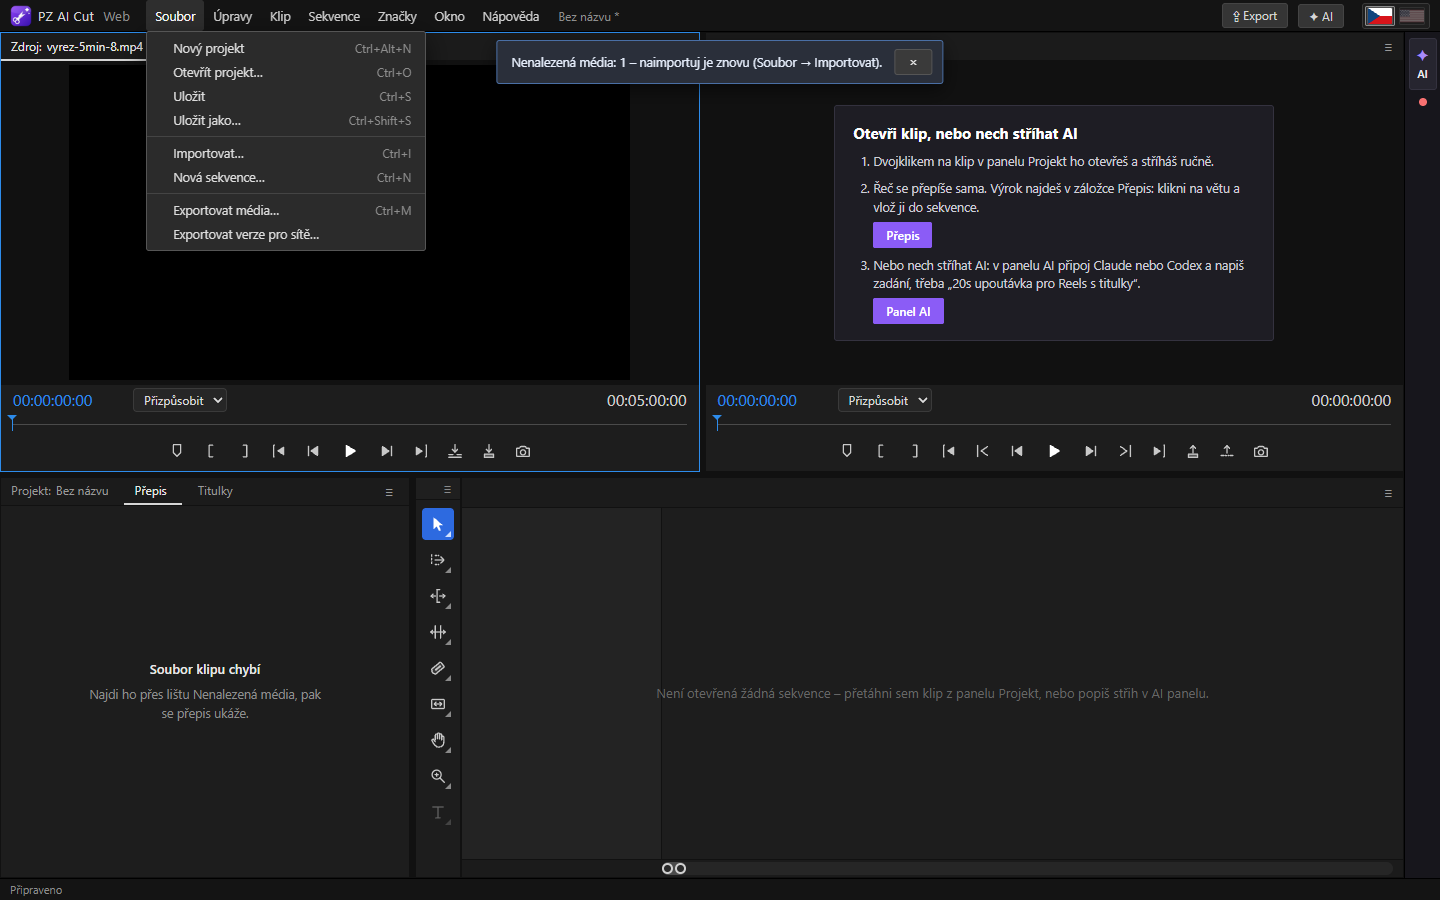 PZ AI Cut Web
Soubor Úpravy Klip Sekvence Značky Okno Nápověda Bez názvu *
Export AI
Zdroj: vyrez-5min-8.mp4
Nový projekt Ctrl+Alt+N
Otevřít projekt... Ctrl+O
Uložit Ctrl+S
Uložit jako... Ctrl+Shift+S
Importovat... Ctrl+I
Nová sekvence... Ctrl+N
Exportovat média... Ctrl+M
Exportovat verze pro sítě...
Nenalezená média: 1 – naimportuj je znovu (Soubor → Importovat). ×
AI
Otevři klip, nebo nech stříhat AI
1. Dvojklikem na klip v panelu Projekt ho otevřeš a stříháš ručně.
2. Řeč se přepíše sama. Výrok najdeš v záložce Přepis: klikni na větu a
vlož ji do sekvence.
Přepis
3. Nebo nech stříhat AI: v panelu AI připoj Claude nebo Codex a napiš
zadání, třeba „20s upoutávka pro Reels s titulky“.
Panel AI
00:00:00:00 Přizpůsobit 00:05:00:00
00:00:00:00 Přizpůsobit 00:00:00:00
Projekt: Bez názvu Přepis Titulky
Soubor klipu chybí
Najdi ho přes lištu Nenalezená média, pak
se přepis ukáže.
Není otevřená žádná sekvence – přetáhni sem klip z panelu Projekt, nebo popiš střih v AI panelu.
Připraveno